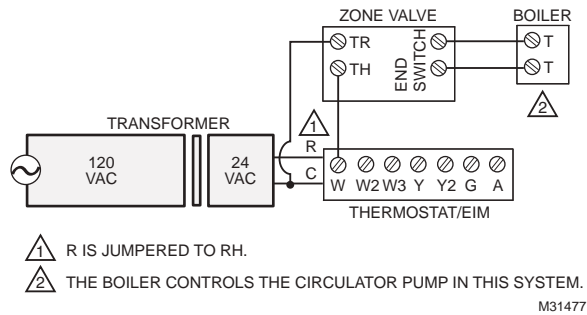 ZONE VALVE
BOILER
TR
TH
END
SWITCH
T
T
2
TRANSFORMER
1
R
C
120
VAC
24
VAC
W W2 W3 Y Y2 G A
THERMOSTAT/EIM
1 R IS JUMPERED TO RH.
2 THE BOILER CONTROLS THE CIRCULATOR PUMP IN THIS SYSTEM.
M31477